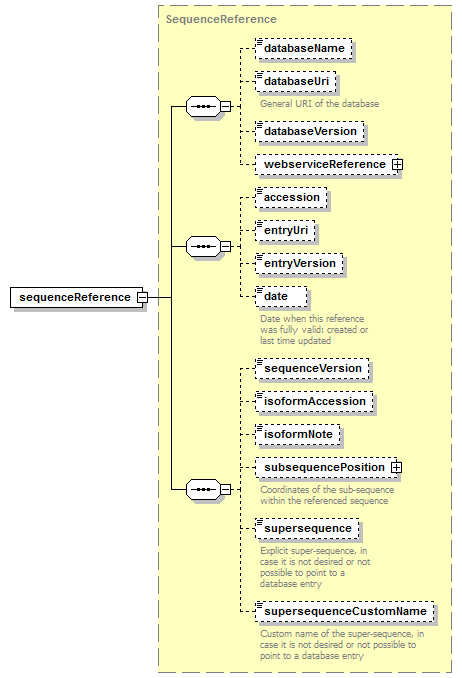 SequenceReference
databaseName
databaseUri
General URI of the database
databaseVersion
webserviceReference
accession
entryUri
entryVersion
date
Date when this reference
was fully valid: created or
last time updated
sequenceReference
sequenceVersion
isoformAccession
isoformNote
subsequencePosition
Coordinates of the sub-sequence
within the referenced sequence
supersequence
Explicit super-sequence, in
case it is not desired or not
possible to point to a
database entry
supersequenceCustomName
Custom name of the super-sequence, in
case it is not desired or not possible to
point to a database entry